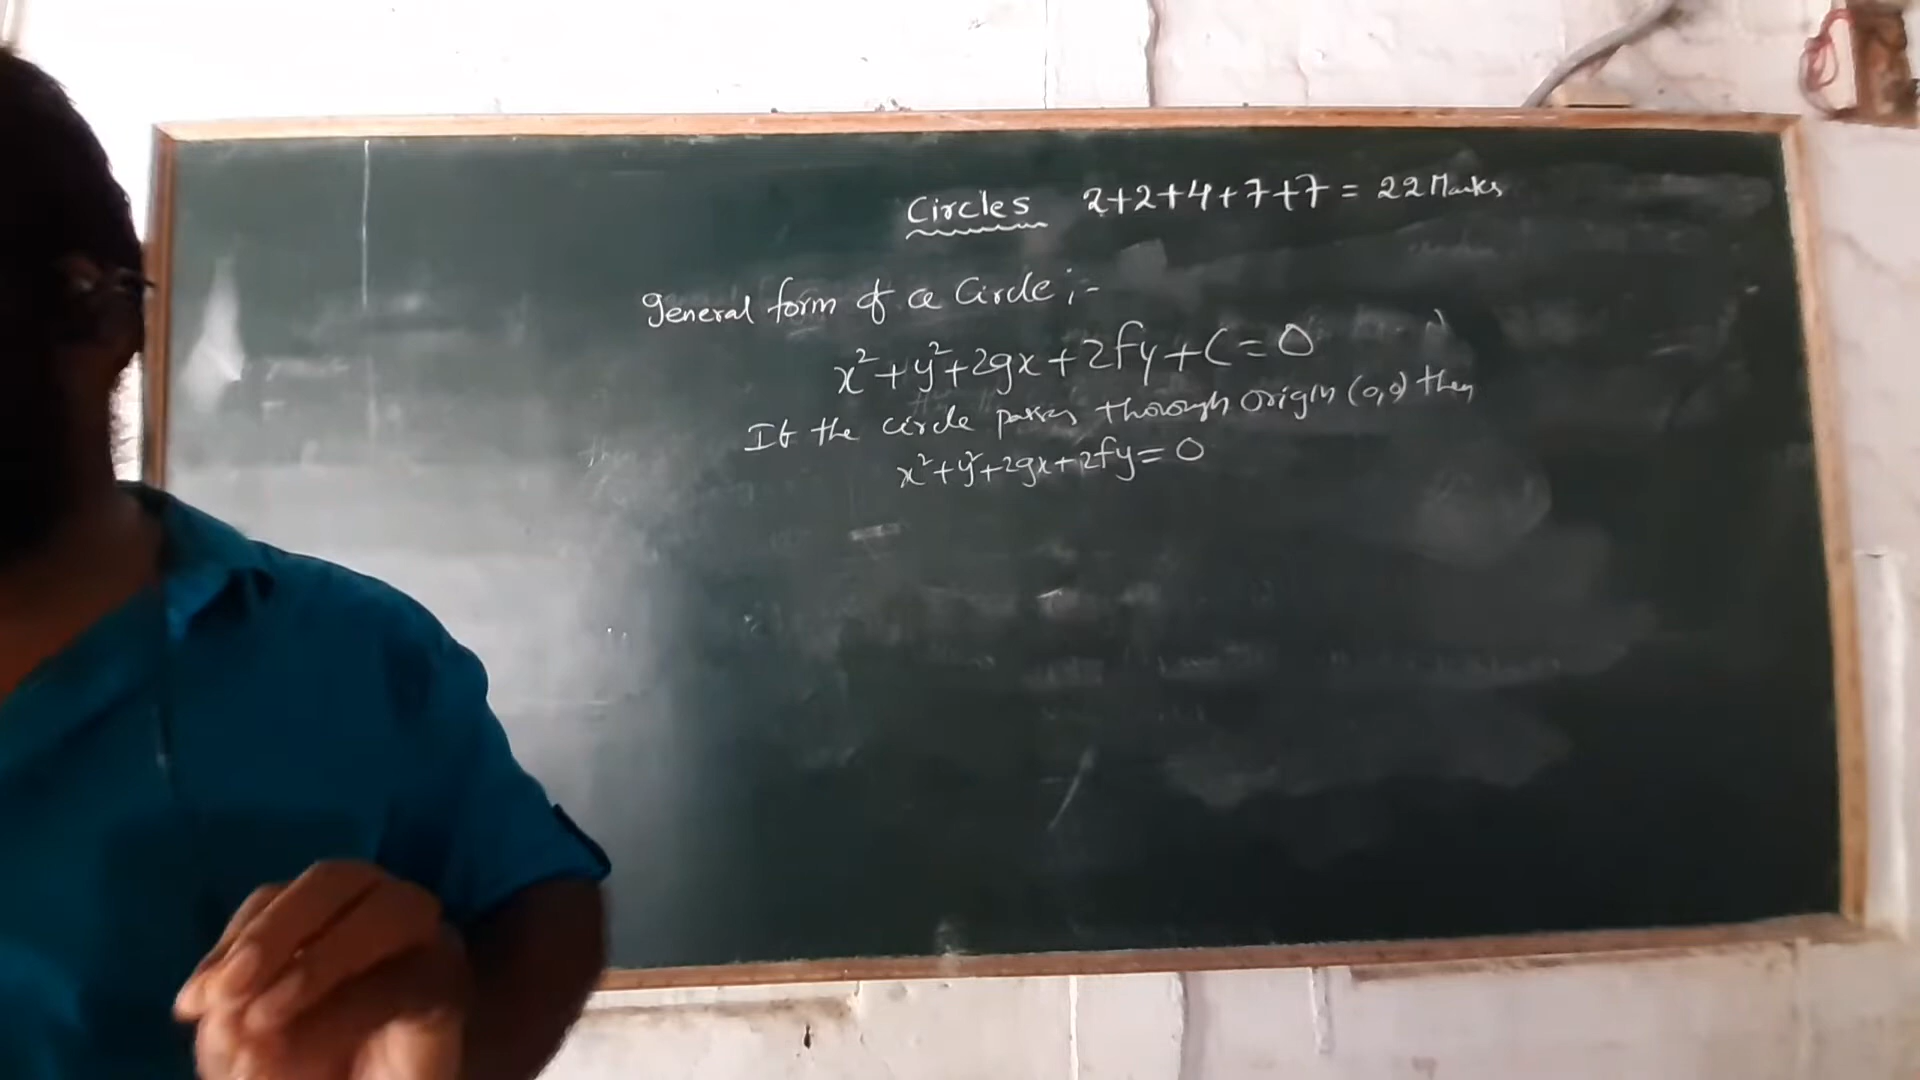 Circles 2+2+4+7+7 = 22 Marks
General form of a Circle ;-
x²+y²+2gx+2fy+C=0
If the circle passes thorough origin (0,0) then
x²+y²+2gx+2fy=0